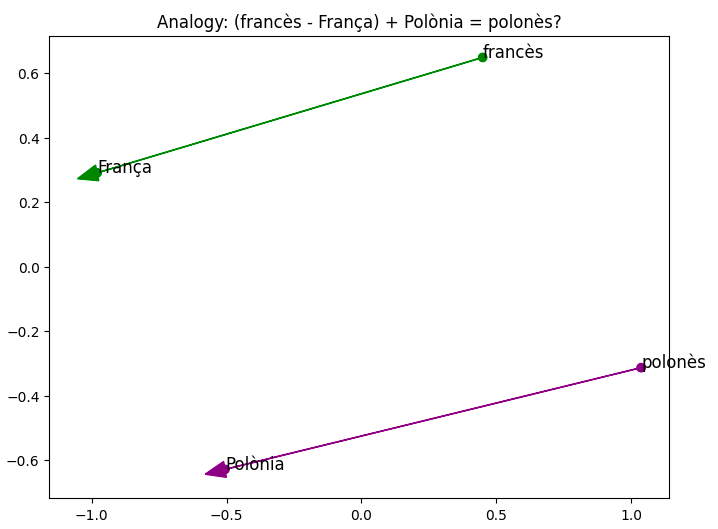 Analogy: (francès - França) + Polònia = polonès?
francès
França
polonès
Polònia
0.6
0.4
0.2
0.0
−0.2
−0.4
−0.6
−1.0
−0.5
0.0
0.5
1.0